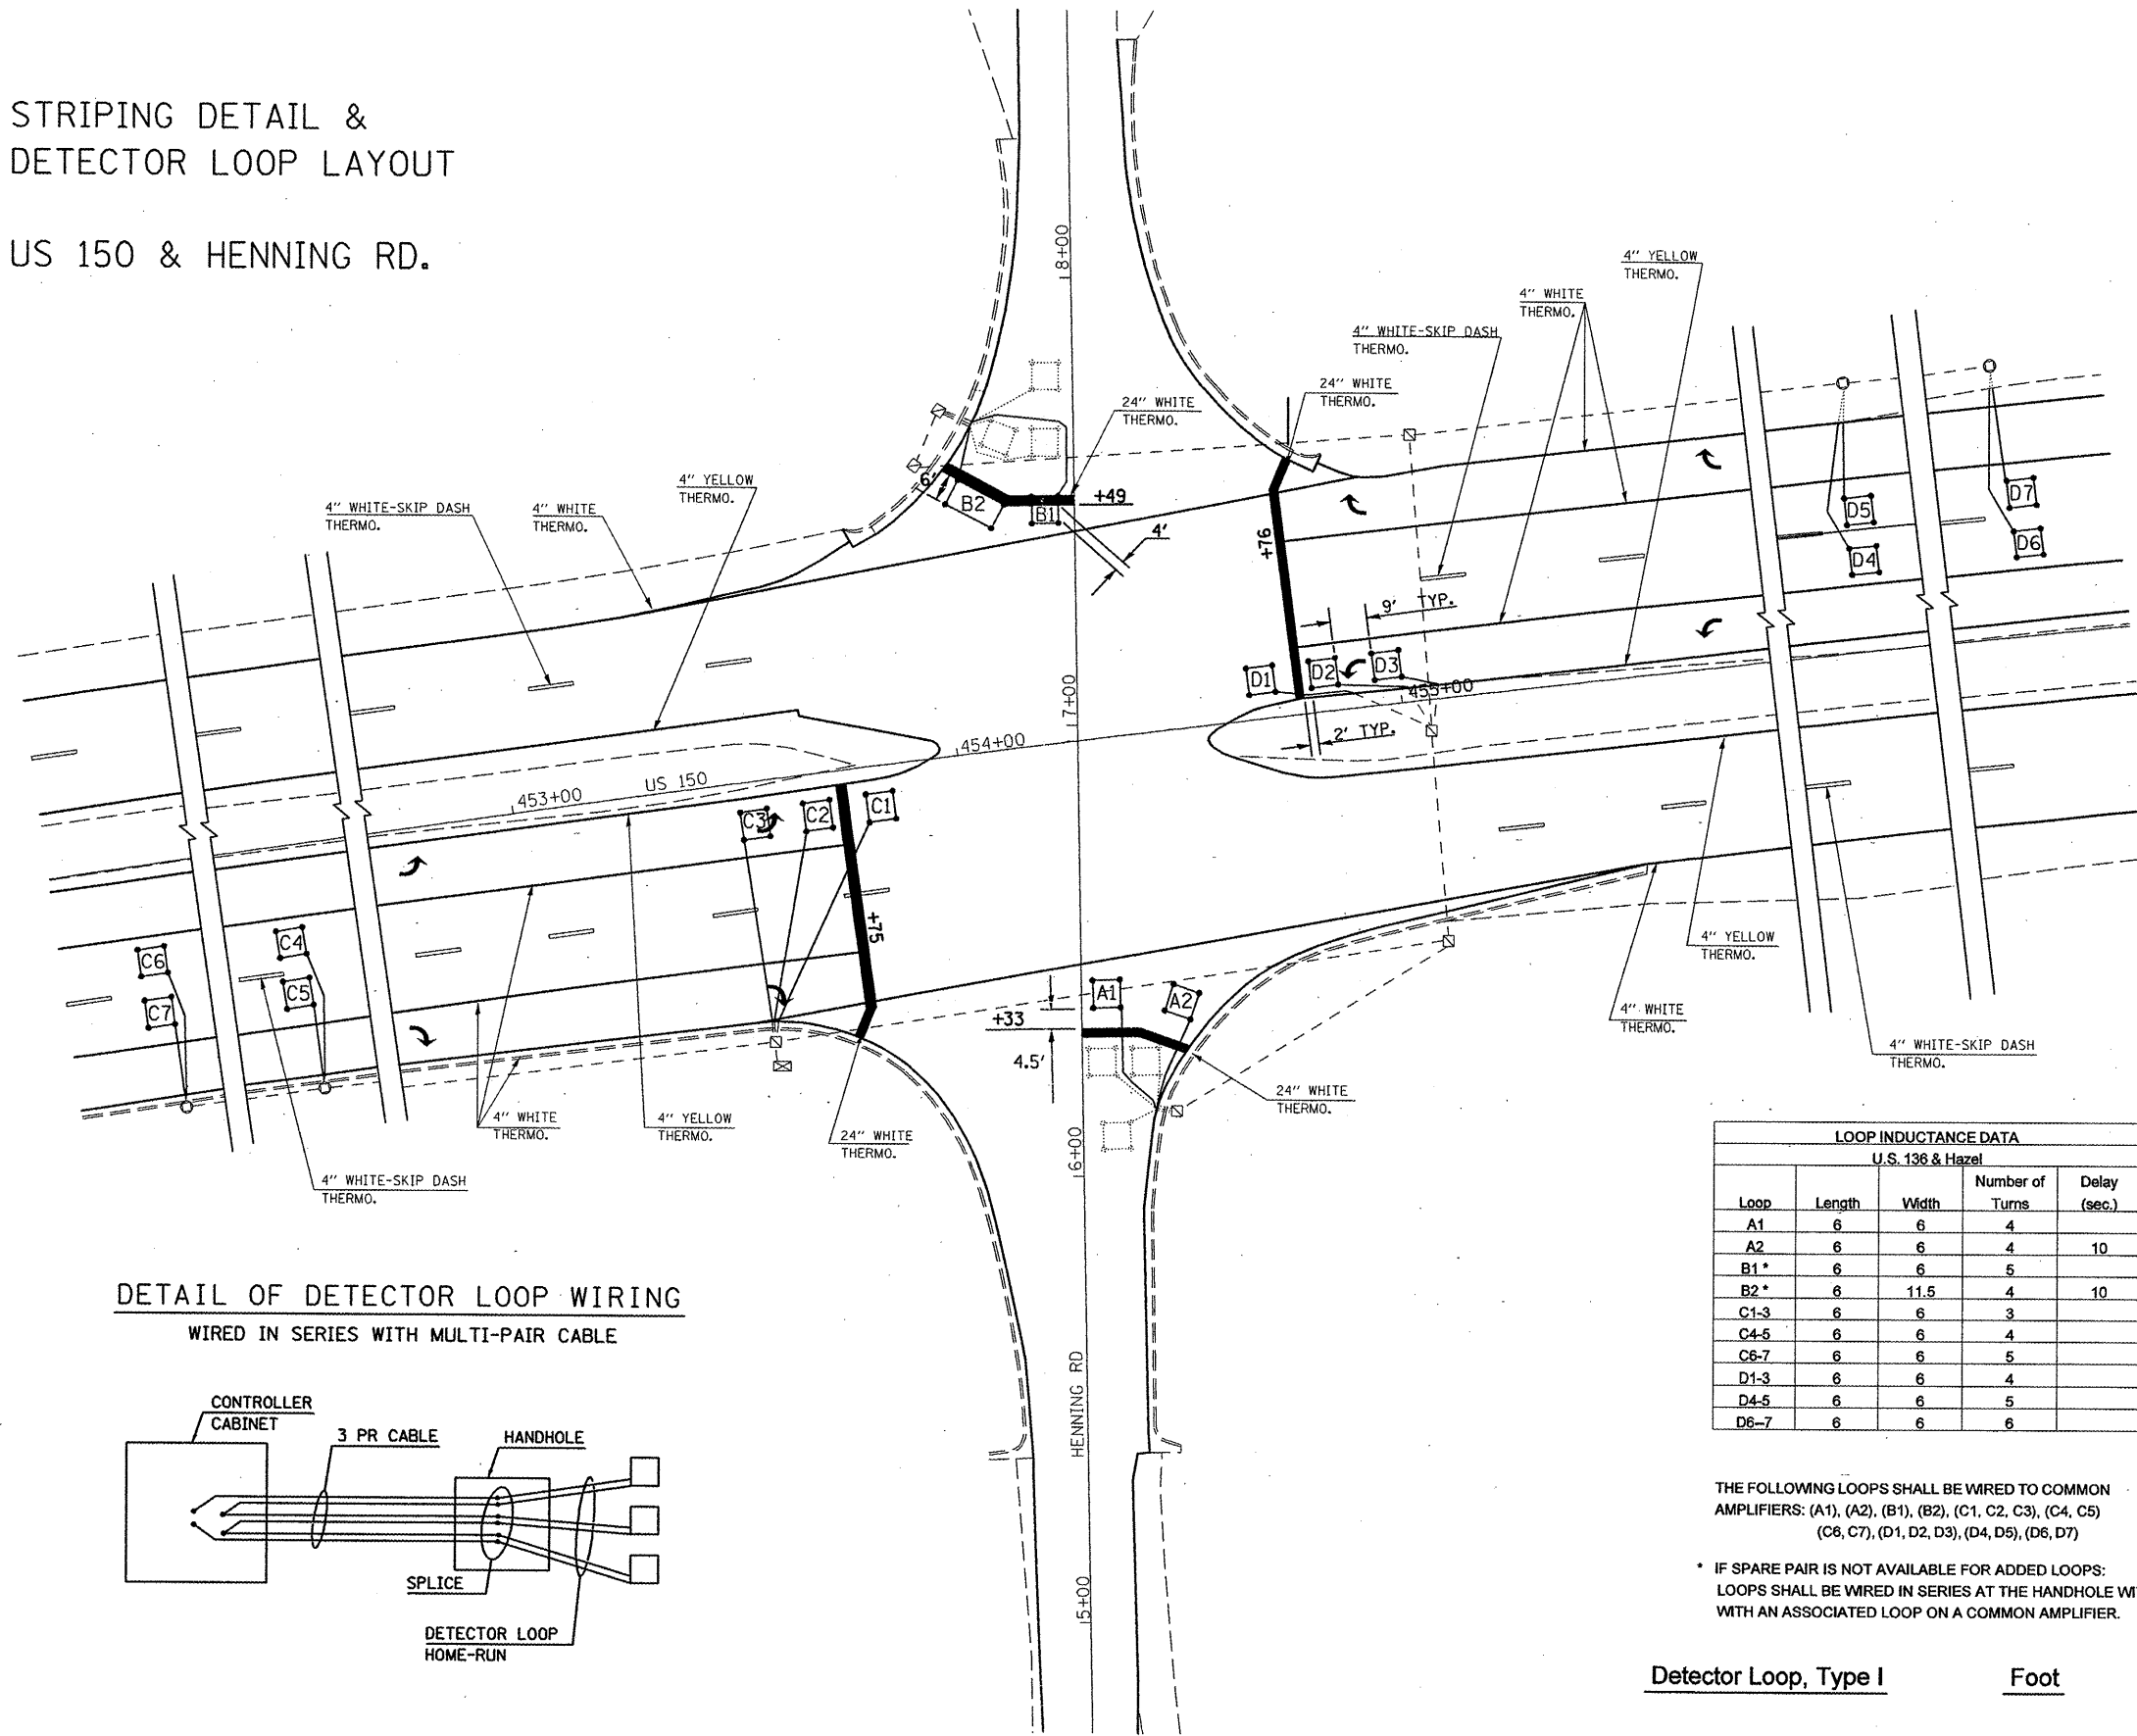 STRIPING DETAIL &
DETECTOR LOOP LAYOUT
US 150 & HENNING RD.
8+00
4" YELLOW
THERMO.
4" WHITE
THERMO.
4" WHITE-SKIP DASH
THERMO.
24" WHITE
THERMO.
24" WHITE
THERMO.
4" YELLOW
THERMO.
4" WHITE-SKIP DASH
THERMO.
4" WHITE
THERMO.
6'
B2
B1
+49
4'
+76
9' TYP.
D5
D4
D7
D6
D1
D2
D3
455+00
2' TYP.
7+00
454+00
US 150
453+00
C3
C2
C1
+75
C4
C6
C5
C7
A1
A2
+33
4.5'
4" YELLOW
THERMO.
4" WHITE
THERMO.
4" WHITE-SKIP DASH
THERMO.
24" WHITE
THERMO.
4" WHITE
THERMO.
4" YELLOW
THERMO.
24" WHITE
THERMO.
4" WHITE-SKIP DASH
THERMO.
6+00
HENNING RD
5+00
LOOP INDUCTANCE DATA
U.S. 136 & Hazel
Loop Length Width Number of Turns Delay (sec.)
A1 6 6 4
A2 6 6 4 10
B1 * 6 6 5
B2 * 6 11.5 4 10
C1-3 6 6 3
C4-5 6 6 4
C6-7 6 6 5
D1-3 6 6 4
D4-5 6 6 5
D6--7 6 6 6
THE FOLLOWING LOOPS SHALL BE WIRED TO COMMON
AMPLIFIERS: (A1), (A2), (B1), (B2), (C1, C2, C3), (C4, C5)
(C6, C7), (D1, D2, D3), (D4, D5), (D6, D7)
* IF SPARE PAIR IS NOT AVAILABLE FOR ADDED LOOPS:
LOOPS SHALL BE WIRED IN SERIES AT THE HANDHOLE WI
WITH AN ASSOCIATED LOOP ON A COMMON AMPLIFIER.
Detector Loop, Type I Foot
DETAIL OF DETECTOR LOOP WIRING
WIRED IN SERIES WITH MULTI-PAIR CABLE
CONTROLLER
CABINET
3 PR CABLE
HANDHOLE
SPLICE
DETECTOR LOOP
HOME-RUN